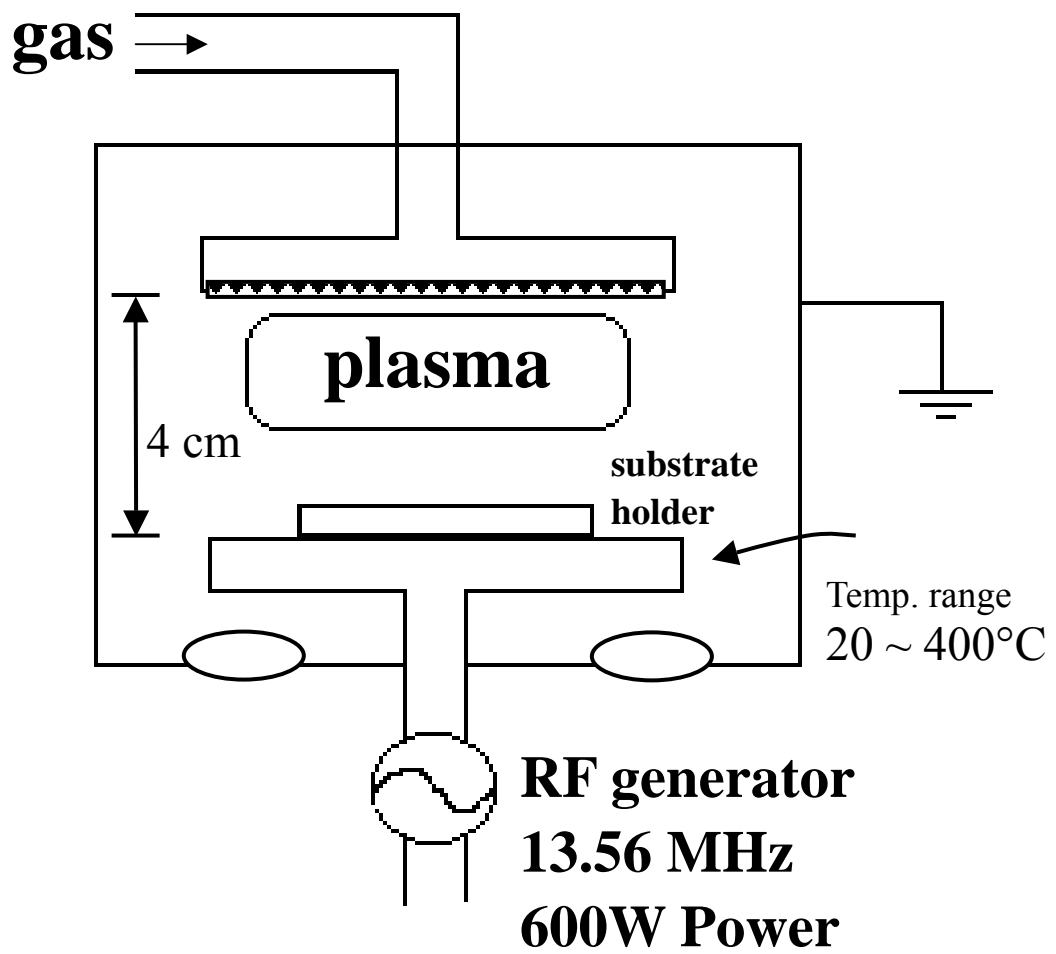 gas
plasma
4 cm
substrate
holder
Temp. range
20 ~ 400°C
RF generator
13.56 MHz
600W Power